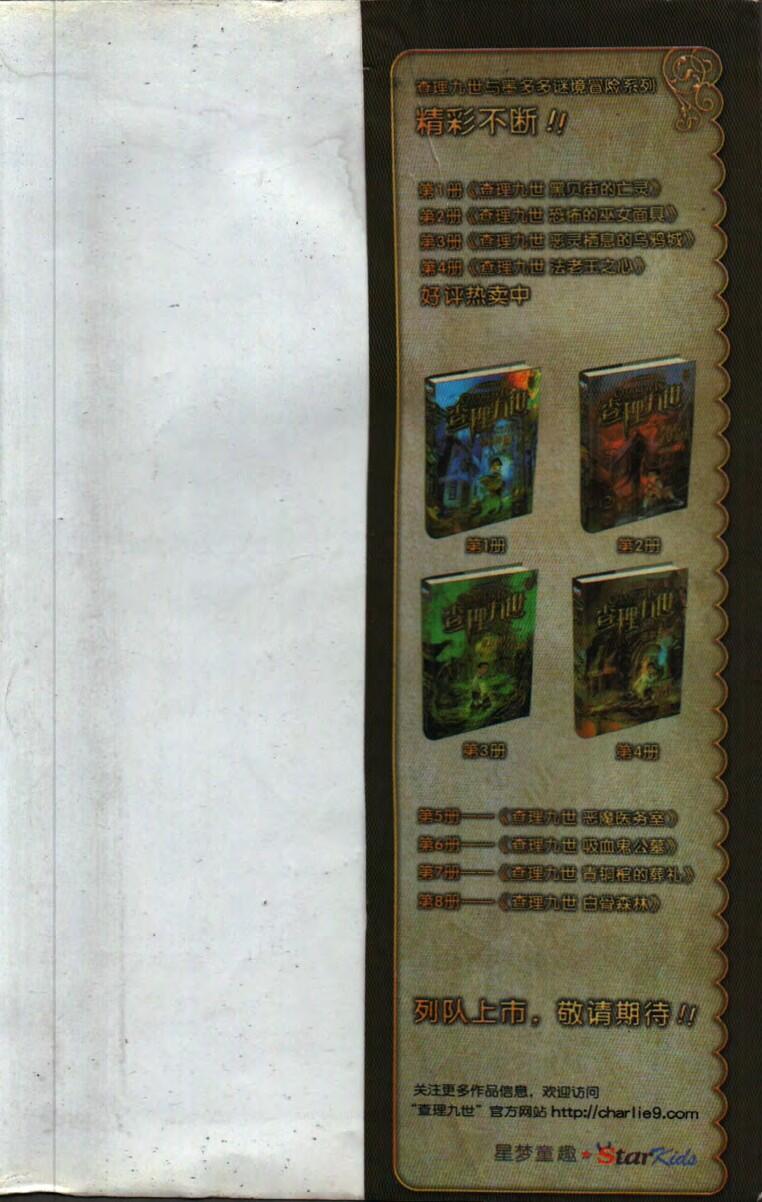 查理九世与墨多多谜境冒险系列
精彩不断!!
第1册《查理九世 黑贝街的亡灵》
第2册《查理九世 恐怖的巫女面具》
第3册《查理九世 恶灵栖息的乌鸦城》
第4册《查理九世 法老王之心》
好评热卖中
查理九世
查理九世
第1册
第2册
查理九世
查理九世
第3册
第4册
第5册——《查理九世 恶魔医务室》
第6册——《查理九世 吸血鬼公墓》
第7册——《查理九世 青铜棺的葬礼》
第8册——《查理九世 白骨森林》
列队上市，敬请期待!!
关注更多作品信息，欢迎访问
“查理九世”官方网站 http://charlie9.com
星梦童趣 StarKids